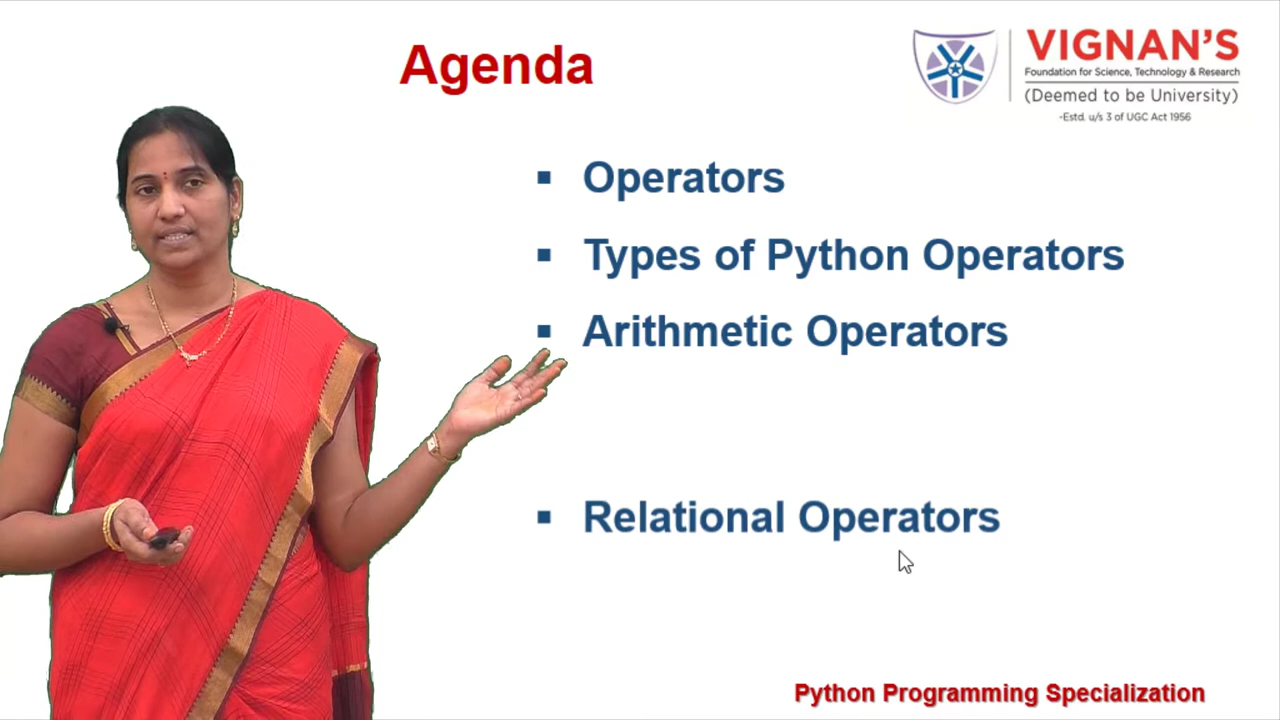 Agenda
VIGNAN'S
Foundation for Science, Technology & Research
(Deemed to be University)
-Estd. u/s 3 of UGC Act 1956
▪ Operators
▪ Types of Python Operators
▪ Arithmetic Operators
▪ Relational Operators
Python Programming Specialization